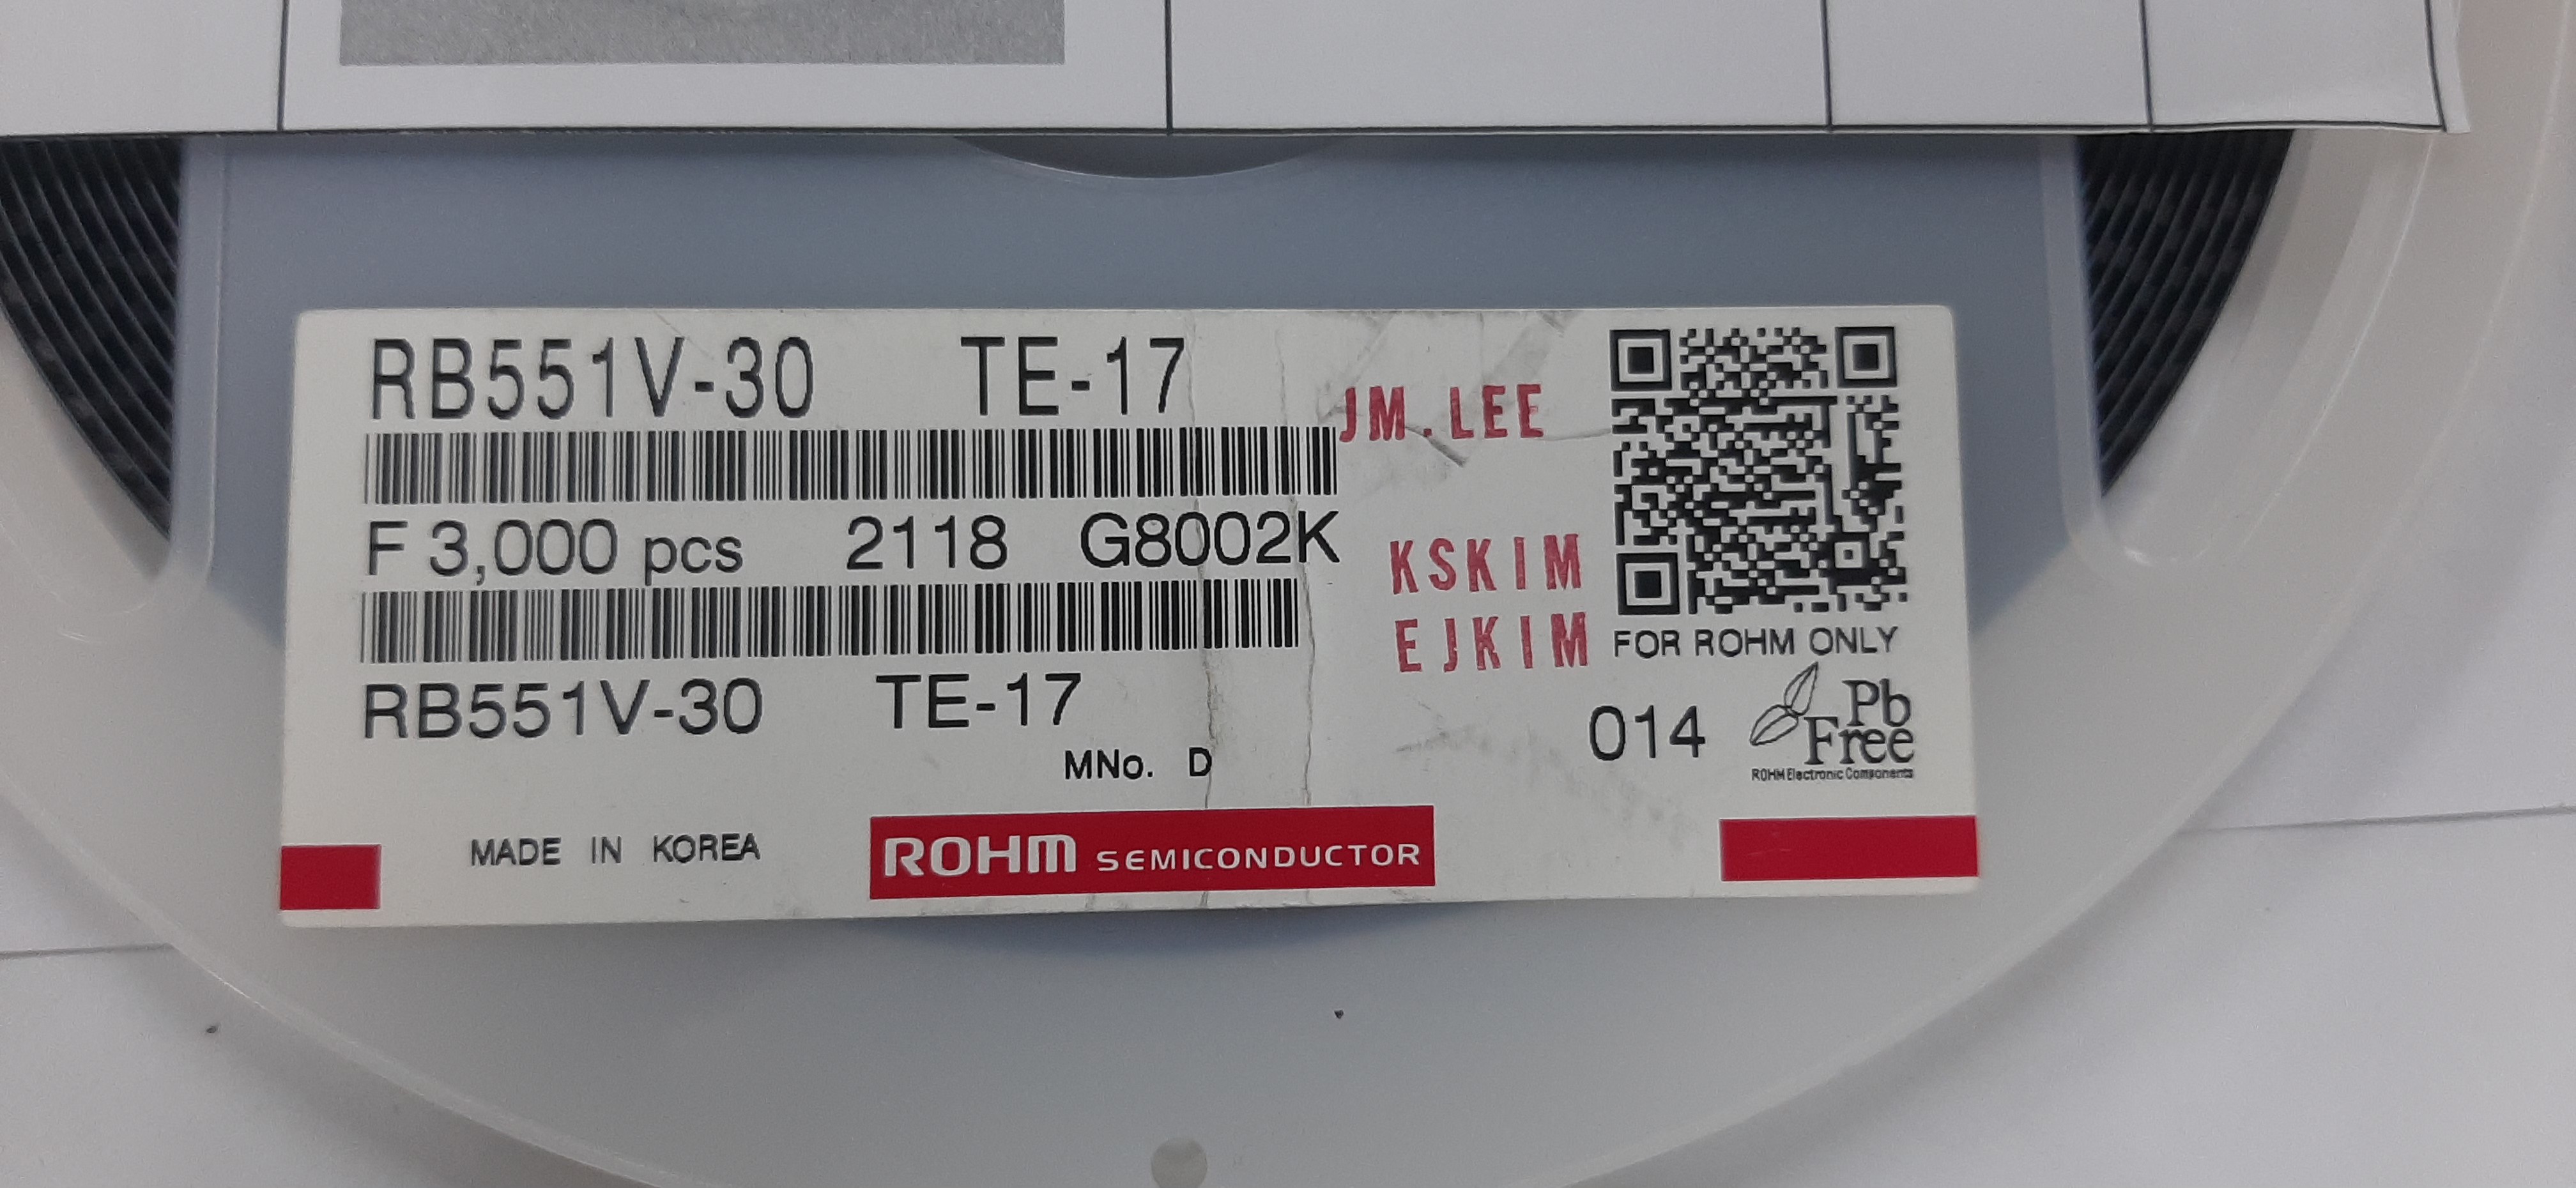 RB551V-30 TE-17
JM.LEE
F 3,000 pcs 2118 G8002K
KSKIM
EJKIM
FOR ROHM ONLY
RB551V-30 TE-17
014
Pb
Free
ROHM Electronic Components
MNo. D
MADE IN KOREA
ROHM SEMICONDUCTOR